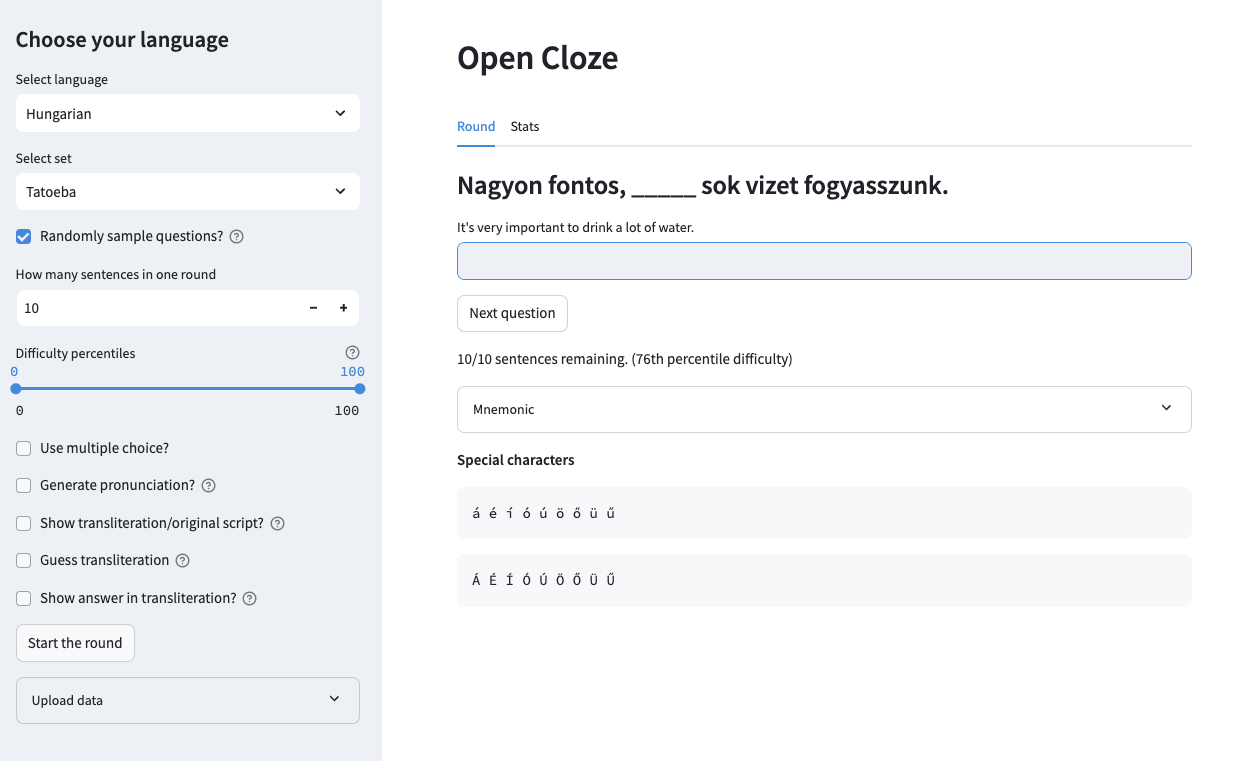 Choose your language
Select language
Hungarian
Select set
Tatoeba
Randomly sample questions?
How many sentences in one round
10
Difficulty percentiles
0 100
0 100
Use multiple choice?
Generate pronunciation?
Show transliteration/original script?
Guess transliteration
Show answer in transliteration?
Start the round
Upload data
Open Cloze
Round Stats
Nagyon fontos, _____ sok vizet fogyasszunk.
It's very important to drink a lot of water.
Next question
10/10 sentences remaining. (76th percentile difficulty)
Mnemonic
Special characters
á é í ó ú ö ő ü ű
Á É Í Ó Ú Ö Ő Ü Ű